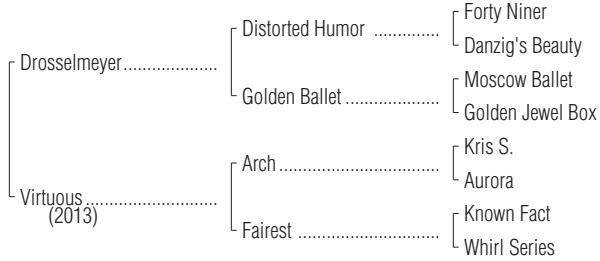 Forty Niner
Distorted Humor ..............
Danzig's Beauty
Drosselmeyer....................
Moscow Ballet
Golden Ballet ....................
Golden Jewel Box
Kris S.
Arch..................................
Aurora
Virtuous ............................
(2013)
Known Fact
Fairest ..............................
Whirl Series